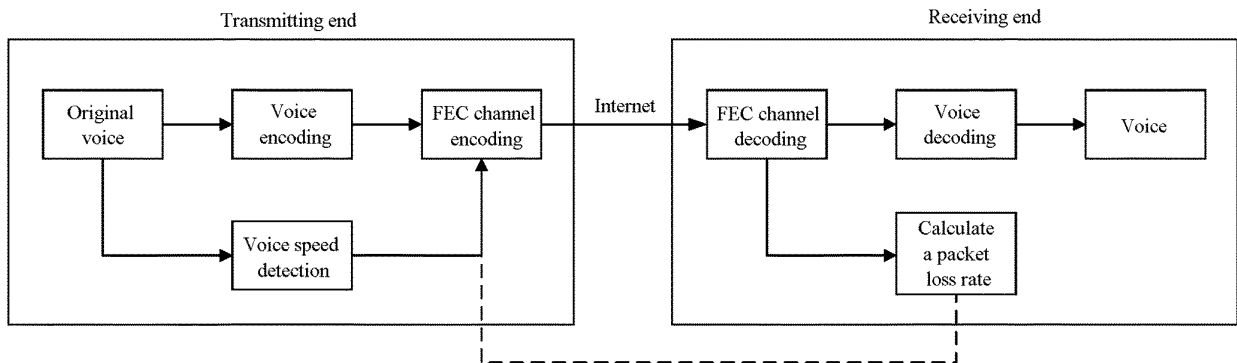 Transmitting end
Receiving end
Original
voice
Voice
encoding
FEC channel
encoding
Internet
FEC channel
decoding
Voice
decoding
Voice
Voice speed
detection
Calculate
a packet
loss rate